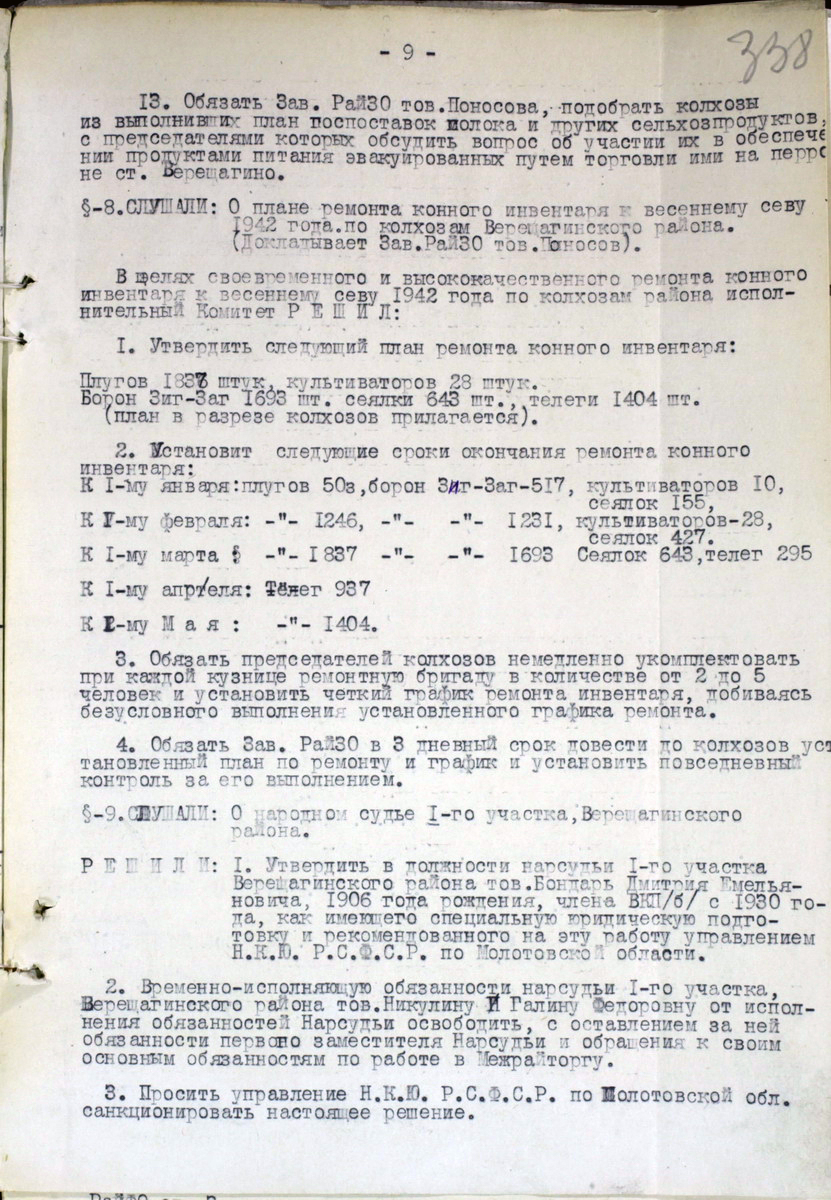 - 9 -
338
13. Обязать Зав. РайЗО тов.Поносова, подобрать колхозы
из выполнивших план госпоставок молока и других сельхозпродуктов,
с председателями которых обсудить вопрос об участии их в обеспече
нии продуктами питания эвакуированных путем торговли ими на перро
не ст. Верещагино.
§-8.СЛУШАЛИ: О плане ремонта конного инвентаря к весеннему севу
1942 года.по колхозам Верещагинского района.
(Докладывает Зав.РайЗО тов.Поносов).
В целях своевременного и высококачественного ремонта конного
инвентаря к весеннему севу 1942 года по колхозам района испол-
нительный Комитет Р Е Ш И Л:
1. Утвердить следующий план ремонта конного инвентаря:
Плугов 1837 штук, культиваторов 28 штук.
Борон Зиг-Заг 1693 шт. сеялки 643 шт., телеги 1404 шт.
(план в разрезе колхозов прилагается).
2. Установит следующие сроки окончания ремонта конного
инвентаря:
К I-му января:плугов 50з,борон Зиг-Заг-517, культиваторов 10,
сеялок 155,
К I-му февраля: -"- 1246, -"- -"- 1231, культиваторов-28,
сеялок 427.
К I-му марта : -"- 1837 -"- -"- 1693 Сеялок 643,телег 295
К I-му апреля: Телег 937
К I-му М а я : -"- 1404.
3. Обязать председателей колхозов немедленно укомплектовать
при каждой кузнице ремонтную бригаду в количестве от 2 до 5
человек и установить четкий график ремонта инвентаря, добиваясь
безусловного выполнения установленного графика ремонта.
4. Обязать Зав. РайЗО в 3 дневный срок довести до колхозов уст
тановленный план по ремонту и график и установить повседневный
контроль за его выполнением.
§-9.СЛУШАЛИ: О народном судье I-го участка,Верещагинского
района.
Р Е Ш И Л И: I. Утвердить в должности нарсудьи I-го участка
Верещагинского района тов.Бондарь Дмитрия Емелья-
новича, 1906 года рождения, члена ВКП/б/ с 1930 го-
да, как имеющего специальную юридическую подго-
товку и рекомендованного на эту работу управлением
Н.К.Ю. Р.С.Ф.С.Р. по Молотовской области.
2. Временно-исполняющую обязанности нарсудьи I-го участка,
Верещагинского района тов.Никулину И Галину Федоровну от испол-
нения обязанностей Нарсудьи освободить, с оставлением за ней
обязанности первого заместителя Нарсудьи и обращения к своим
основным обязанностям по работе в Межрайторгу.
3. Просить управление Н.К.Ю. Р.С.Ф.С.Р. по Молотовской обл.
санкционировать настоящее решение.